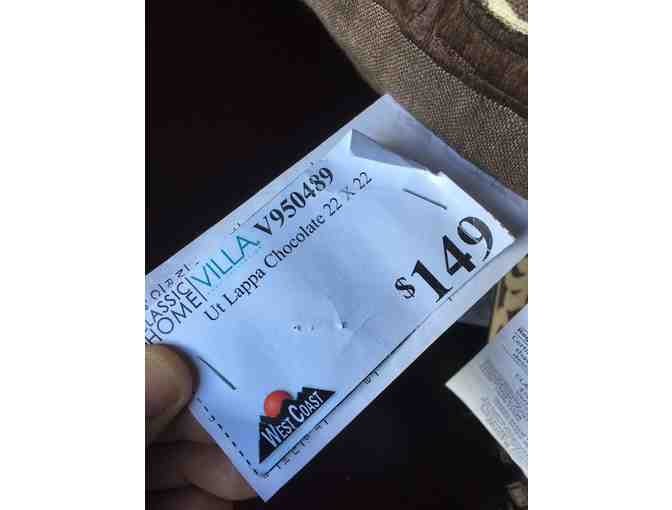 CLASSIC
HOME
VILLA
V950489
Ut Lappa Chocolate 22 X 22
$149
WEST COAST